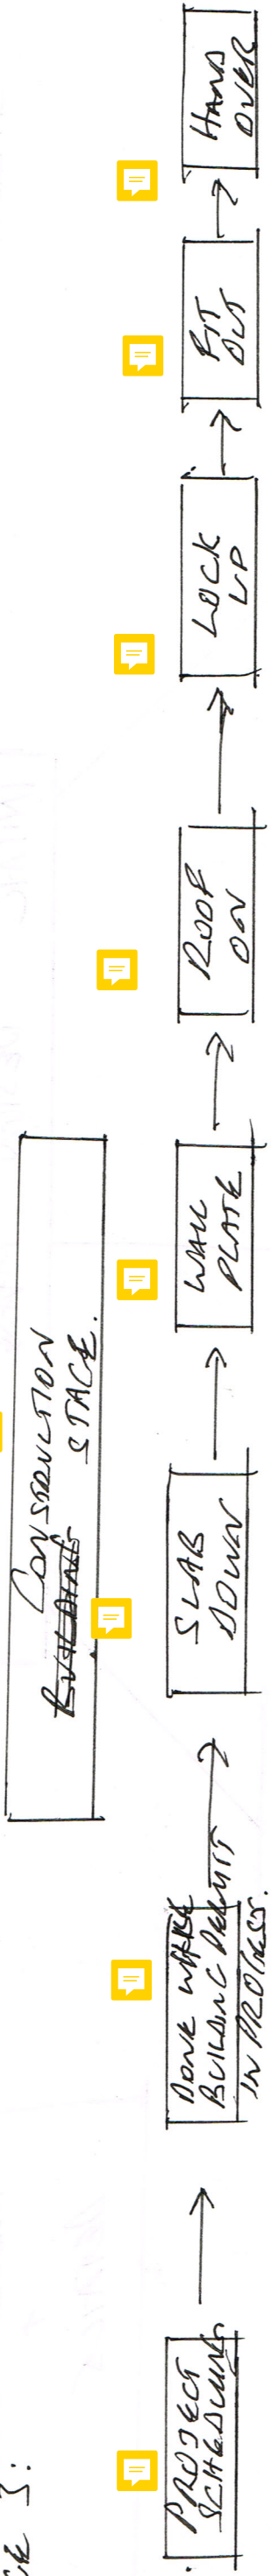 3:
CONSTRUCTION
STAGE.
PROJECT
SCHEDULING
DONE WHILE
BUILDING PERMIT
IN PROGRESS.
SLAB
DOWN
WALL
PLATE
ROOF
ON
LOCK
UP
FIT
OUT
HAND
OVER